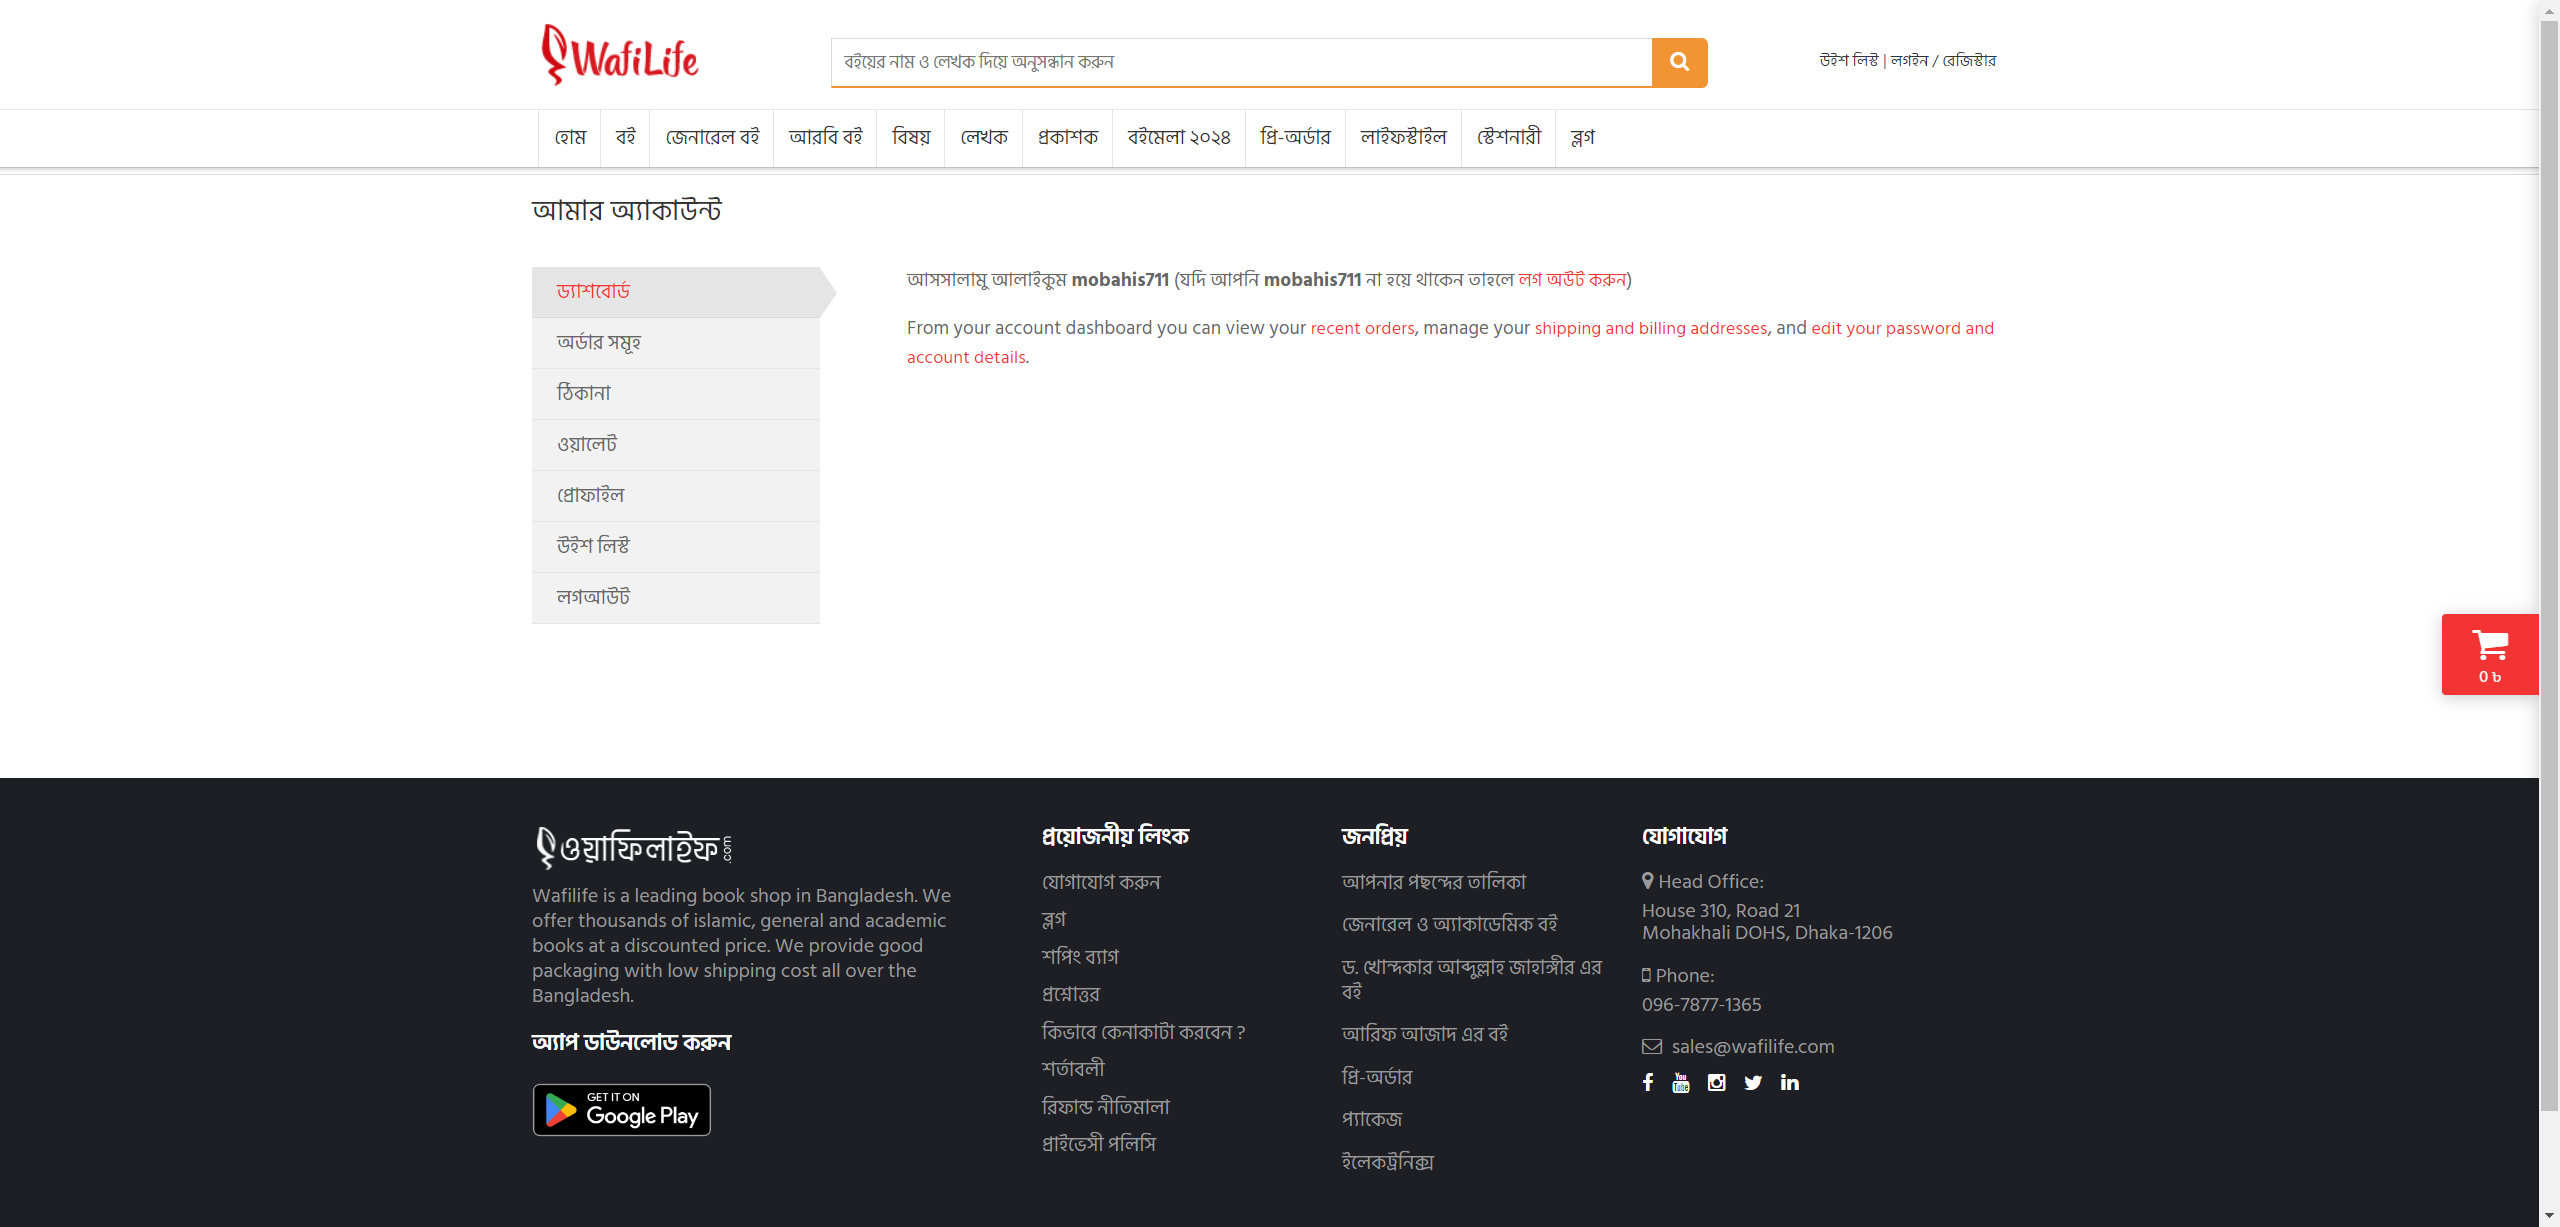 WafiLife
বইয়ের নাম ও লেখক দিয়ে অনুসন্ধান করুন
উইশ লিস্ট | লগইন / রেজিস্টার
হোম বই জেনারেল বই আরবি বই বিষয় লেখক প্রকাশক বইমেলা ২০২৪ প্রি-অর্ডার লাইফস্টাইল স্টেশনারী ব্লগ
আমার অ্যাকাউন্ট
ড্যাশবোর্ড
অর্ডার সমূহ
ঠিকানা
ওয়ালেট
প্রোফাইল
উইশ লিস্ট
লগআউট
আসসালামু আলাইকুম mobahis711 (যদি আপনি mobahis711 না হয়ে থাকেন তাহলে লগ অউট করুন)
From your account dashboard you can view your recent orders, manage your shipping and billing addresses, and edit your password and
account details.
0 ৳
ওয়াফিলাইফ.com
Wafilife is a leading book shop in Bangladesh. We
offer thousands of islamic, general and academic
books at a discounted price. We provide good
packaging with low shipping cost all over the
Bangladesh.
অ্যাপ ডাউনলোড করুন
GET IT ON
Google Play
প্রয়োজনীয় লিংক
যোগাযোগ করুন
ব্লগ
শপিং ব্যাগ
প্রশ্নোত্তর
কিভাবে কেনাকাটা করবেন ?
শর্তাবলী
রিফান্ড নীতিমালা
প্রাইভেসী পলিসি
জনপ্রিয়
আপনার পছন্দের তালিকা
জেনারেল ও অ্যাকাডেমিক বই
ড. খোন্দকার আব্দুল্লাহ জাহাঙ্গীর এর
বই
আরিফ আজাদ এর বই
প্রি-অর্ডার
প্যাকেজ
ইলেকট্রনিক্স
যোগাযোগ
Head Office:
House 310, Road 21
Mohakhali DOHS, Dhaka-1206
Phone:
096-7877-1365
sales@wafilife.com
You Tube